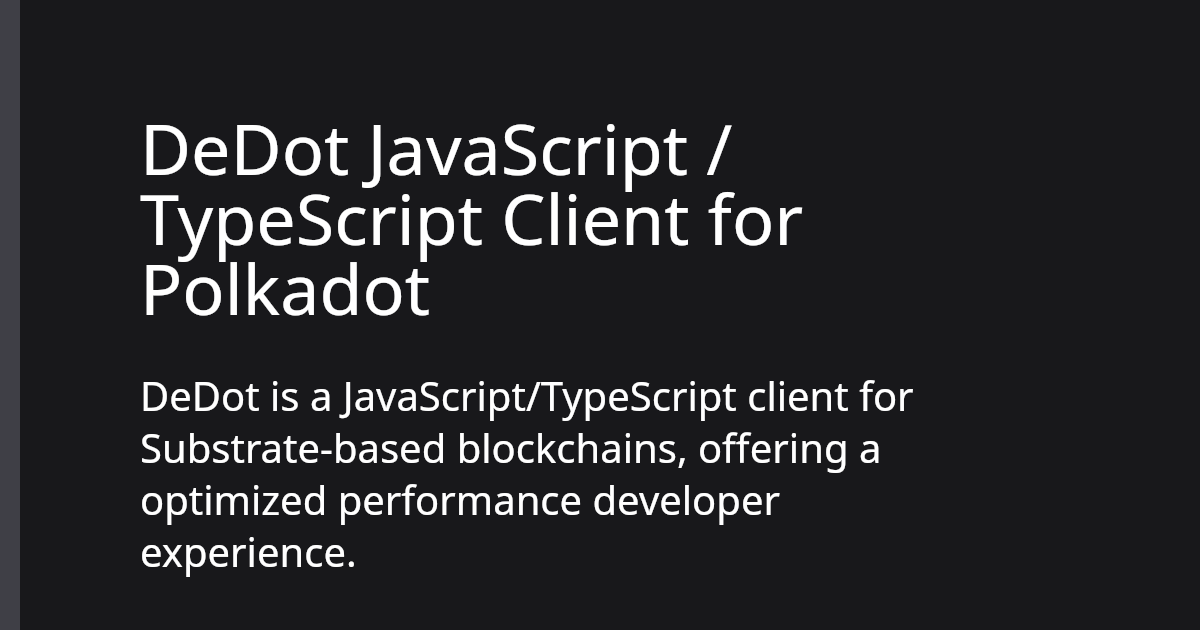 DeDot JavaScript /
TypeScript Client for
Polkadot
DeDot is a JavaScript/TypeScript client for
Substrate-based blockchains, offering a
optimized performance developer
experience.